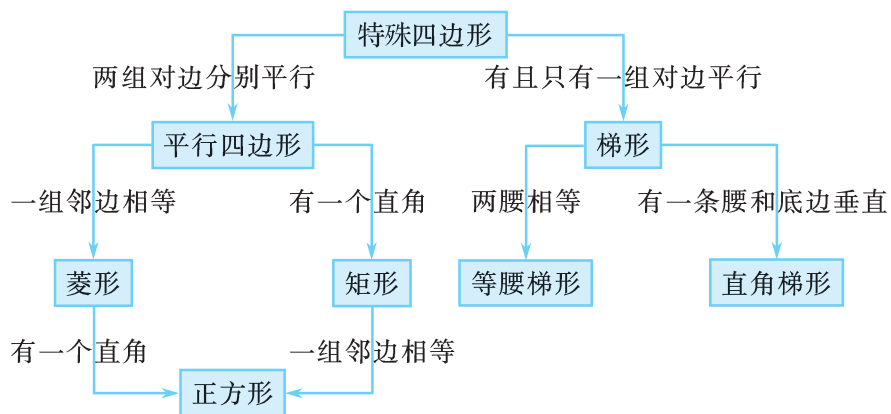 特殊四边形
两组对边分别平行
有且只有一组对边平行
平行四边形
梯形
一组邻边相等
有一个直角
两腰相等
有一条腰和底边垂直
菱形
矩形
等腰梯形
直角梯形
有一个直角
一组邻边相等
正方形